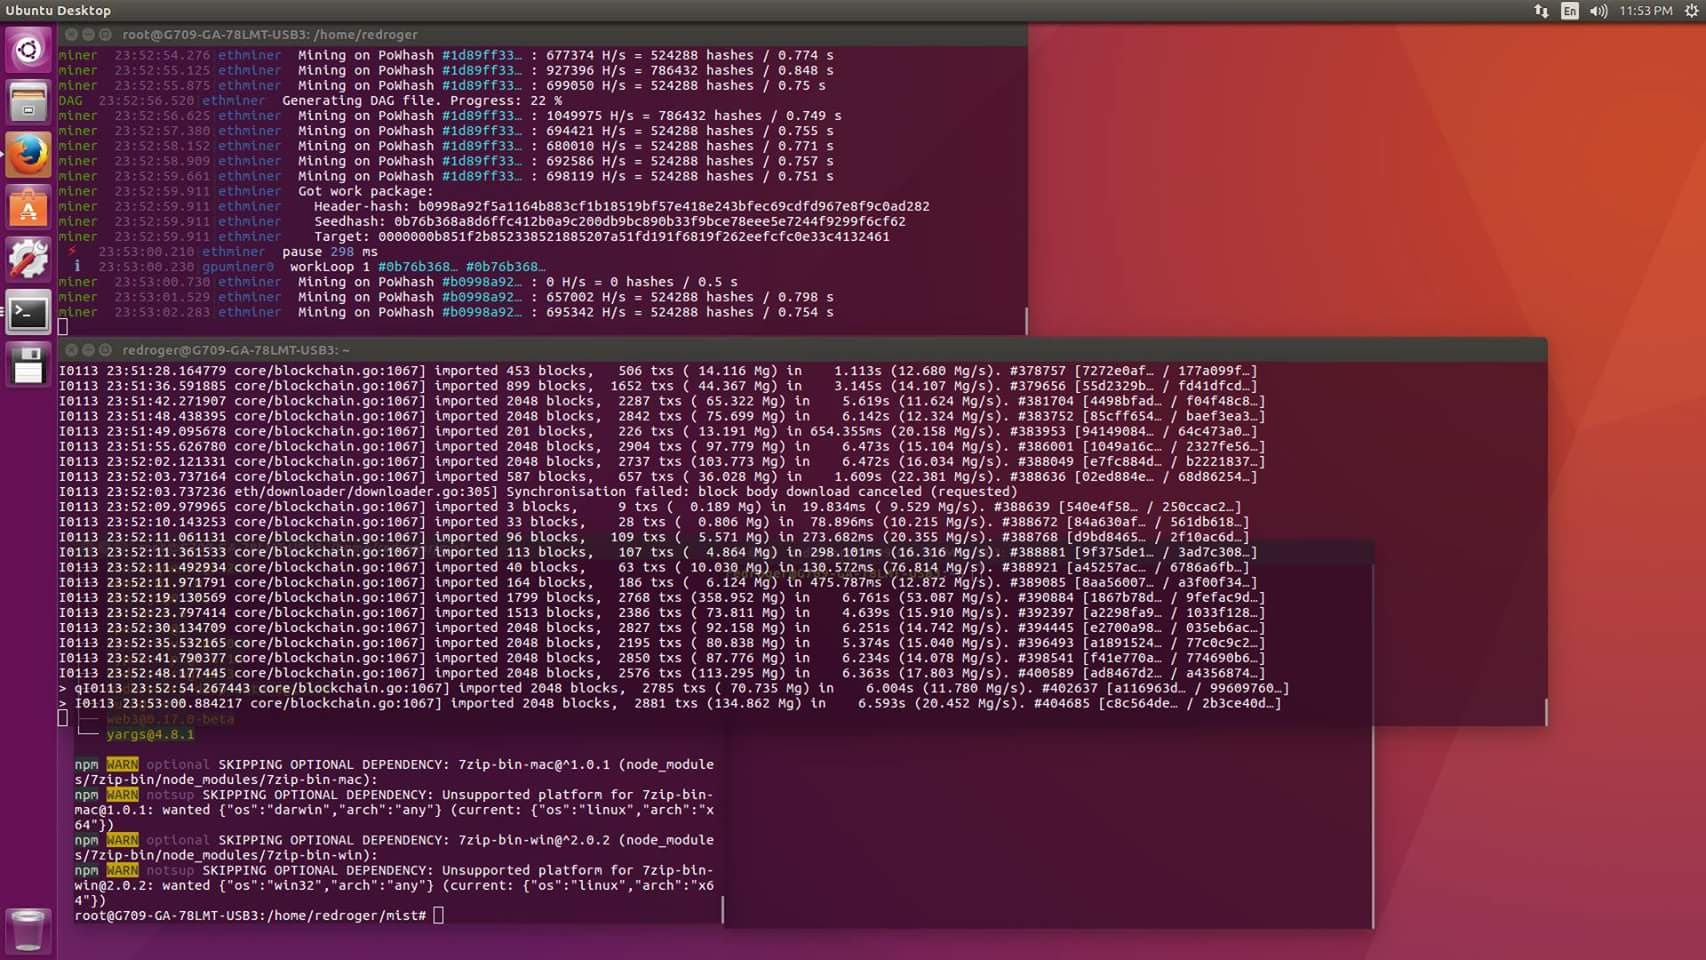 Ubuntu Desktop
En
11:53 PM
root@G709-GA-78LMT-USB3: /home/redroger
miner 23:52:54.276 ethminer Mining on PoWhash #1d89ff33… : 677374 H/s = 524288 hashes / 0.774 s
miner 23:52:55.125 ethminer Mining on PoWhash #1d89ff33… : 927396 H/s = 786432 hashes / 0.848 s
miner 23:52:55.875 ethminer Mining on PoWhash #1d89ff33… : 699050 H/s = 524288 hashes / 0.75 s
DAG 23:52:56.520 ethminer Generating DAG file. Progress: 22 %
miner 23:52:56.625 ethminer Mining on PoWhash #1d89ff33… : 1049975 H/s = 786432 hashes / 0.749 s
miner 23:52:57.380 ethminer Mining on PoWhash #1d89ff33… : 694421 H/s = 524288 hashes / 0.755 s
miner 23:52:58.152 ethminer Mining on PoWhash #1d89ff33… : 680010 H/s = 524288 hashes / 0.771 s
miner 23:52:58.909 ethminer Mining on PoWhash #1d89ff33… : 692586 H/s = 524288 hashes / 0.757 s
miner 23:52:59.661 ethminer Mining on PoWhash #1d89ff33… : 698119 H/s = 524288 hashes / 0.751 s
miner 23:52:59.911 ethminer Got work package:
miner 23:52:59.911 ethminer Header-hash: b0998a92f5a1164b883cf1b18519bf57e418e243bfec69cdfd967e8f9c0ad282
miner 23:52:59.911 ethminer Seedhash: 0b76b368a8d6ffc412b0a9c200db9bc890b33f9bce78eee5e7244f9299f6cf62
miner 23:52:59.911 ethminer Target: 0000000b851f2b852338521885207a51fd191f6819f262eefcfc0e33c4132461
23:53:00.210 ethminer pause 298 ms
ℹ 23:53:00.230 gpuminer0 workLoop 1 #0b76b368… #0b76b368…
miner 23:53:00.730 ethminer Mining on PoWhash #b0998a92… : 0 H/s = 0 hashes / 0.5 s
miner 23:53:01.529 ethminer Mining on PoWhash #b0998a92… : 657002 H/s = 524288 hashes / 0.798 s
miner 23:53:02.283 ethminer Mining on PoWhash #b0998a92… : 695342 H/s = 524288 hashes / 0.754 s
redroger@G709-GA-78LMT-USB3: ~
I0113 23:51:28.164779 core/blockchain.go:1067] imported 453 blocks, 506 txs ( 14.116 Mg) in 1.113s (12.680 Mg/s). #378757 [7272e0af… / 177a099f…]
I0113 23:51:36.591885 core/blockchain.go:1067] imported 899 blocks, 1652 txs ( 44.367 Mg) in 3.145s (14.107 Mg/s). #379656 [55d2329b… / fd41dfcd…]
I0113 23:51:42.271907 core/blockchain.go:1067] imported 2048 blocks, 2287 txs ( 65.322 Mg) in 5.619s (11.624 Mg/s). #381704 [4498bfad… / f04f48c8…]
I0113 23:51:48.438395 core/blockchain.go:1067] imported 2048 blocks, 2842 txs ( 75.699 Mg) in 6.142s (12.324 Mg/s). #383752 [85cff654… / baef3ea3…]
I0113 23:51:49.095678 core/blockchain.go:1067] imported 201 blocks, 226 txs ( 13.191 Mg) in 654.355ms (20.158 Mg/s). #383953 [94149084… / 64c473a0…]
I0113 23:51:55.626780 core/blockchain.go:1067] imported 2048 blocks, 2904 txs ( 97.779 Mg) in 6.473s (15.104 Mg/s). #386001 [1049a16c… / 2327fe56…]
I0113 23:52:02.121331 core/blockchain.go:1067] imported 2048 blocks, 2737 txs (103.773 Mg) in 6.472s (16.034 Mg/s). #388049 [e7fc884d… / b2221837…]
I0113 23:52:03.737164 core/blockchain.go:1067] imported 587 blocks, 657 txs ( 36.028 Mg) in 1.609s (22.381 Mg/s). #388636 [02ed884e… / 68d86254…]
I0113 23:52:03.737236 eth/downloader/downloader.go:305] Synchronisation failed: block body download canceled (requested)
I0113 23:52:09.979965 core/blockchain.go:1067] imported 3 blocks, 9 txs ( 0.189 Mg) in 19.834ms ( 9.529 Mg/s). #388639 [540e4f58… / 250ccac2…]
I0113 23:52:10.143253 core/blockchain.go:1067] imported 33 blocks, 28 txs ( 0.806 Mg) in 78.896ms (10.215 Mg/s). #388672 [84a630af… / 561db618…]
I0113 23:52:11.061131 core/blockchain.go:1067] imported 96 blocks, 109 txs ( 5.571 Mg) in 273.682ms (20.355 Mg/s). #388768 [d9bd8465… / 2f10ac6d…]
I0113 23:52:11.361533 core/blockchain.go:1067] imported 113 blocks, 107 txs ( 4.864 Mg) in 298.101ms (16.316 Mg/s). #388881 [9f375de1… / 3ad7c308…]
I0113 23:52:11.492934 core/blockchain.go:1067] imported 40 blocks, 63 txs ( 10.030 Mg) in 130.572ms (76.814 Mg/s). #388921 [a45257ac… / 6786a6fb…]
I0113 23:52:11.971791 core/blockchain.go:1067] imported 164 blocks, 186 txs ( 6.124 Mg) in 475.787ms (12.872 Mg/s). #389085 [8aa56007… / a3f00f34…]
I0113 23:52:19.130569 core/blockchain.go:1067] imported 1799 blocks, 2768 txs (358.952 Mg) in 6.761s (53.087 Mg/s). #390884 [1867b78d… / 9fefac9d…]
I0113 23:52:23.797414 core/blockchain.go:1067] imported 1513 blocks, 2386 txs ( 73.811 Mg) in 4.639s (15.910 Mg/s). #392397 [a2298fa9… / 1033f128…]
I0113 23:52:30.134709 core/blockchain.go:1067] imported 2048 blocks, 2827 txs ( 92.158 Mg) in 6.251s (14.742 Mg/s). #394445 [e2700a98… / 035eb6ac…]
I0113 23:52:35.532165 core/blockchain.go:1067] imported 2048 blocks, 2195 txs ( 80.838 Mg) in 5.374s (15.040 Mg/s). #396493 [a1891524… / 77c0c9c2…]
I0113 23:52:41.790377 core/blockchain.go:1067] imported 2048 blocks, 2850 txs ( 87.776 Mg) in 6.234s (14.078 Mg/s). #398541 [f41e770a… / 774690b6…]
I0113 23:52:48.177445 core/blockchain.go:1067] imported 2048 blocks, 2576 txs (113.295 Mg) in 6.363s (17.803 Mg/s). #400589 [ad8467d2… / a4356874…]
> qI0113 23:52:54.267443 core/blockchain.go:1067] imported 2048 blocks, 2785 txs ( 70.735 Mg) in 6.004s (11.780 Mg/s). #402637 [a116963d… / 99609760…]
> I0113 23:53:00.884217 core/blockchain.go:1067] imported 2048 blocks, 2881 txs (134.862 Mg) in 6.593s (20.452 Mg/s). #404685 [c8c564de… / 2b3ce40d…]
├── web3@0.17.0-beta
└── yargs@4.8.1
npm WARN optional SKIPPING OPTIONAL DEPENDENCY: 7zip-bin-mac@^1.0.1 (node_module
s/7zip-bin/node_modules/7zip-bin-mac):
npm WARN notsup SKIPPING OPTIONAL DEPENDENCY: Unsupported platform for 7zip-bin-
mac@1.0.1: wanted {"os":"darwin","arch":"any"} (current: {"os":"linux","arch":"x
64"})
npm WARN optional SKIPPING OPTIONAL DEPENDENCY: 7zip-bin-win@^2.0.2 (node_module
s/7zip-bin/node_modules/7zip-bin-win):
npm WARN notsup SKIPPING OPTIONAL DEPENDENCY: Unsupported platform for 7zip-bin-
win@2.0.2: wanted {"os":"win32","arch":"any"} (current: {"os":"linux","arch":"x6
4"})
root@G709-GA-78LMT-USB3:/home/redroger/mist#